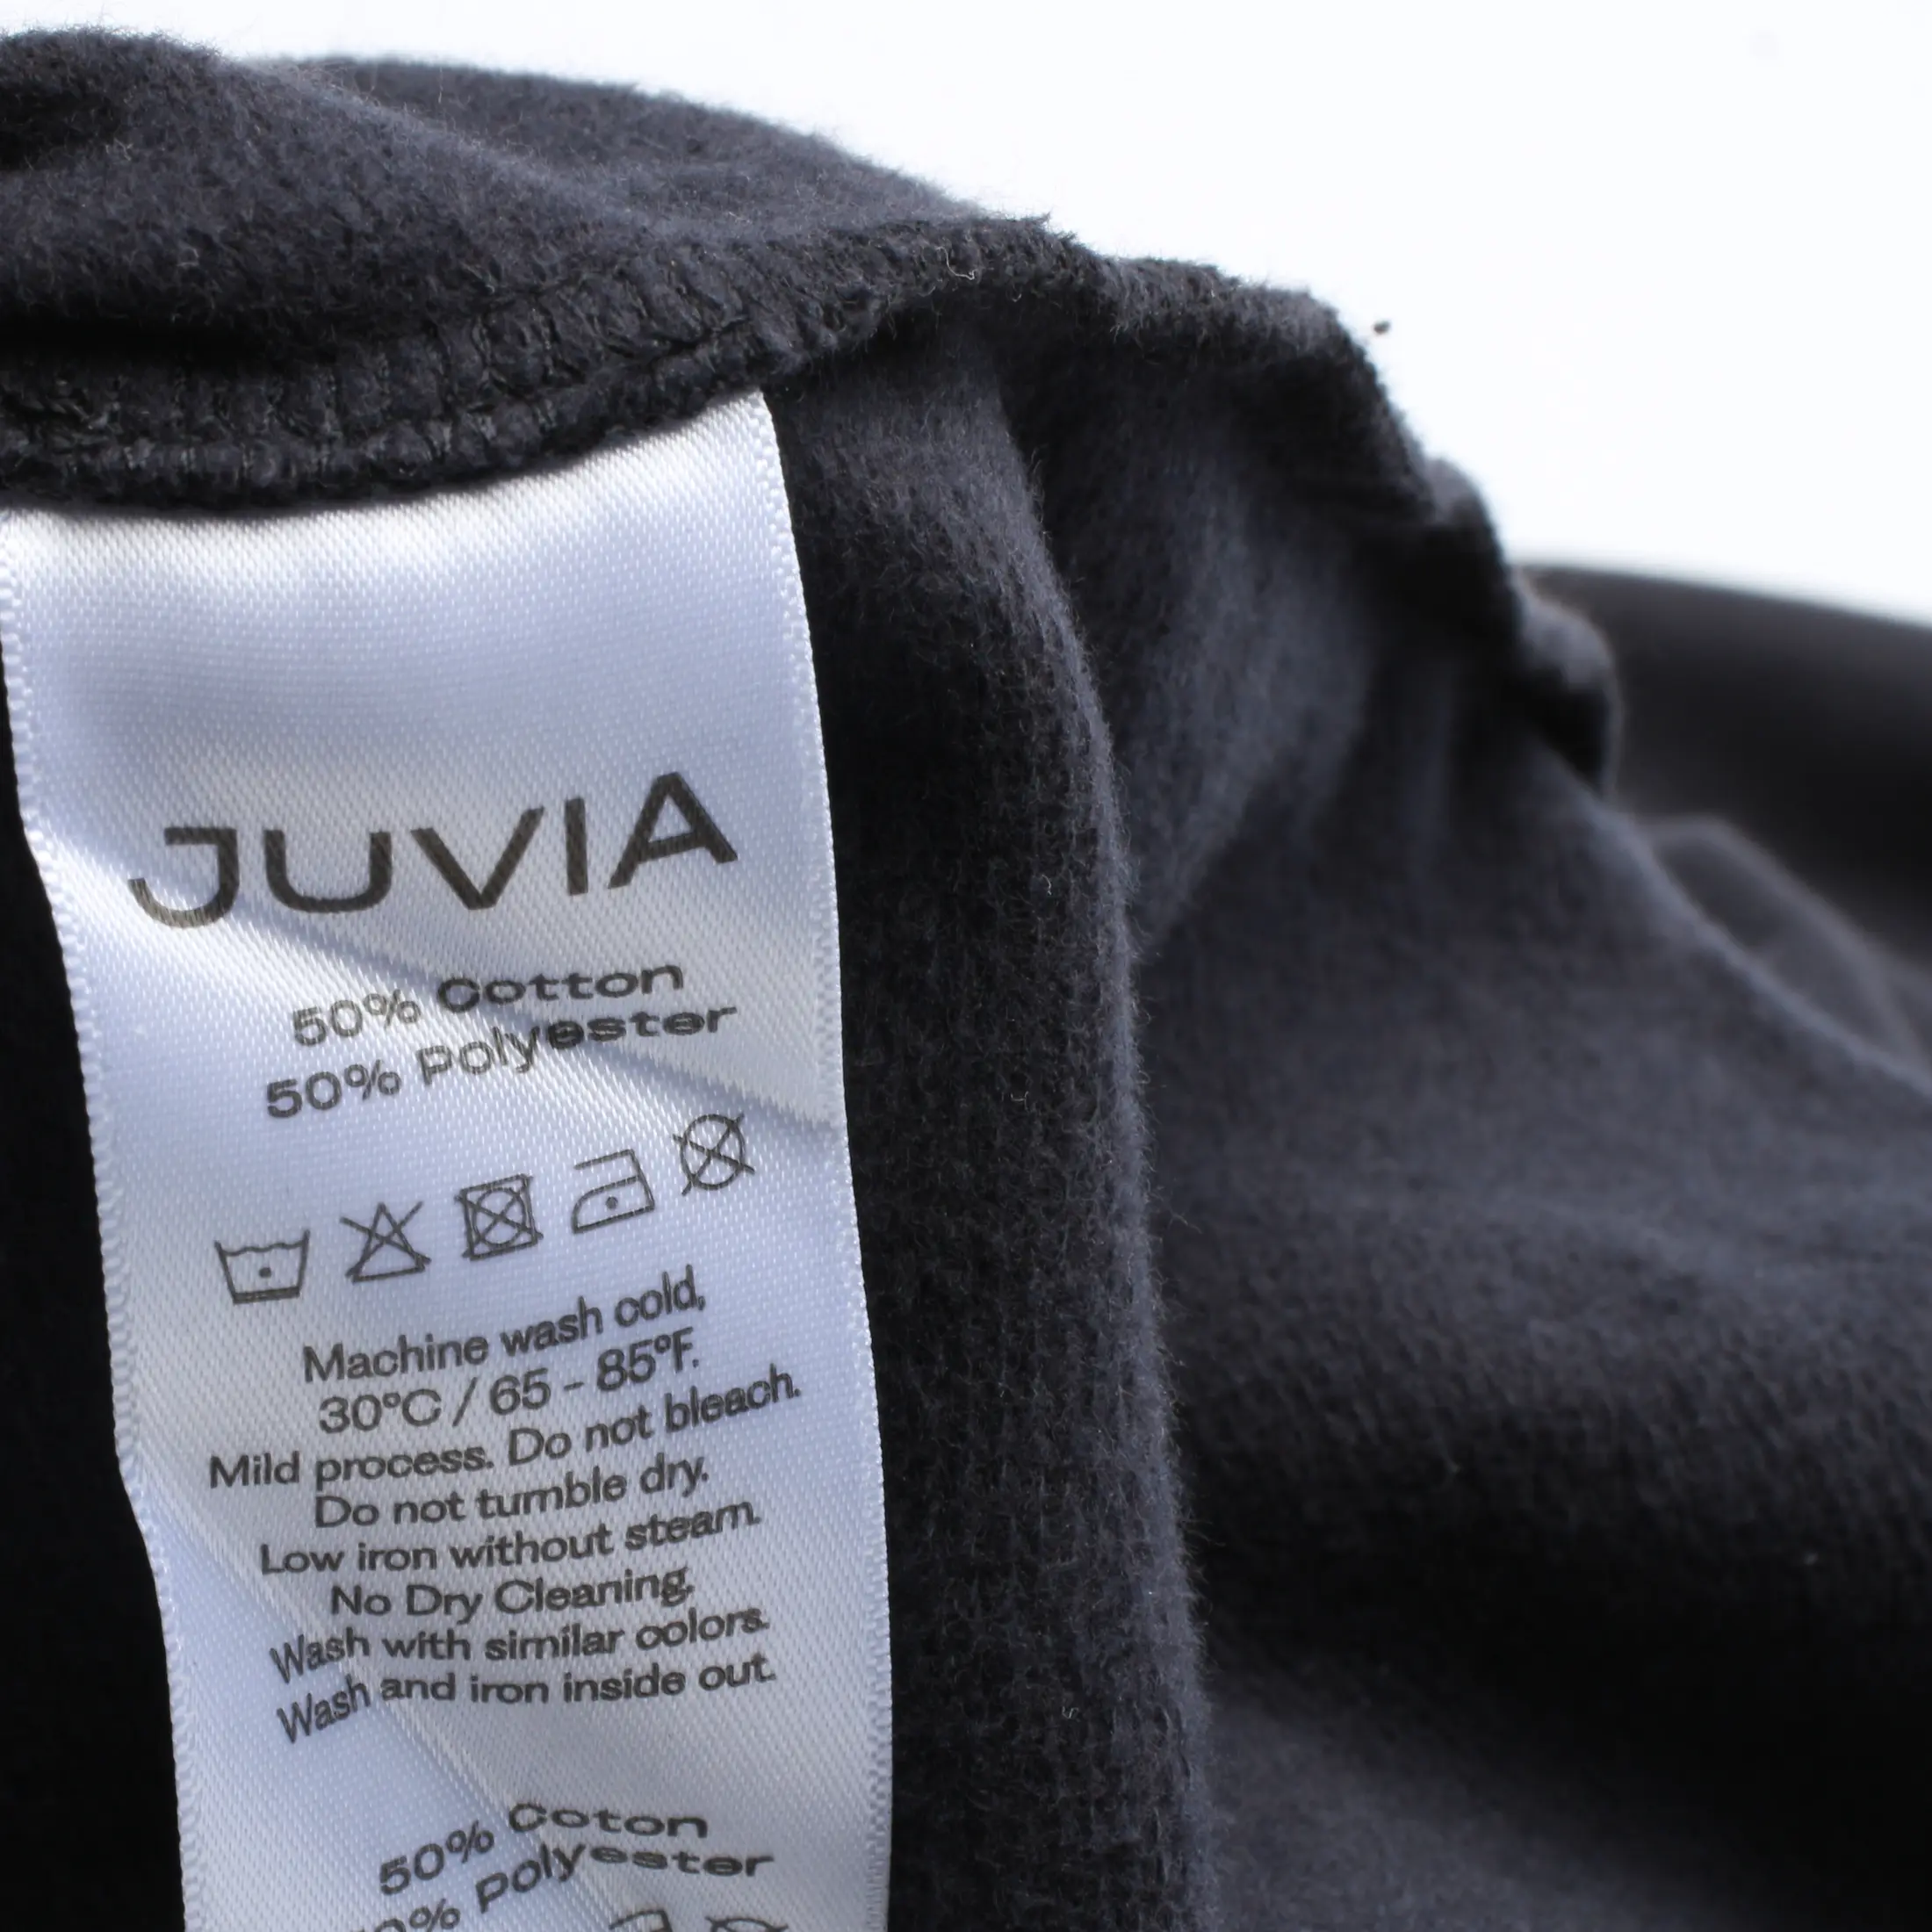 JUVIA
50% Cotton
50% Polyester
Machine wash cold,
30°C / 65 - 85°F.
Mild process. Do not bleach.
Do not tumble dry.
Low iron without steam.
No Dry Cleaning.
Wash with similar colors.
Wash and iron inside out.
50% Coton
% Polyester